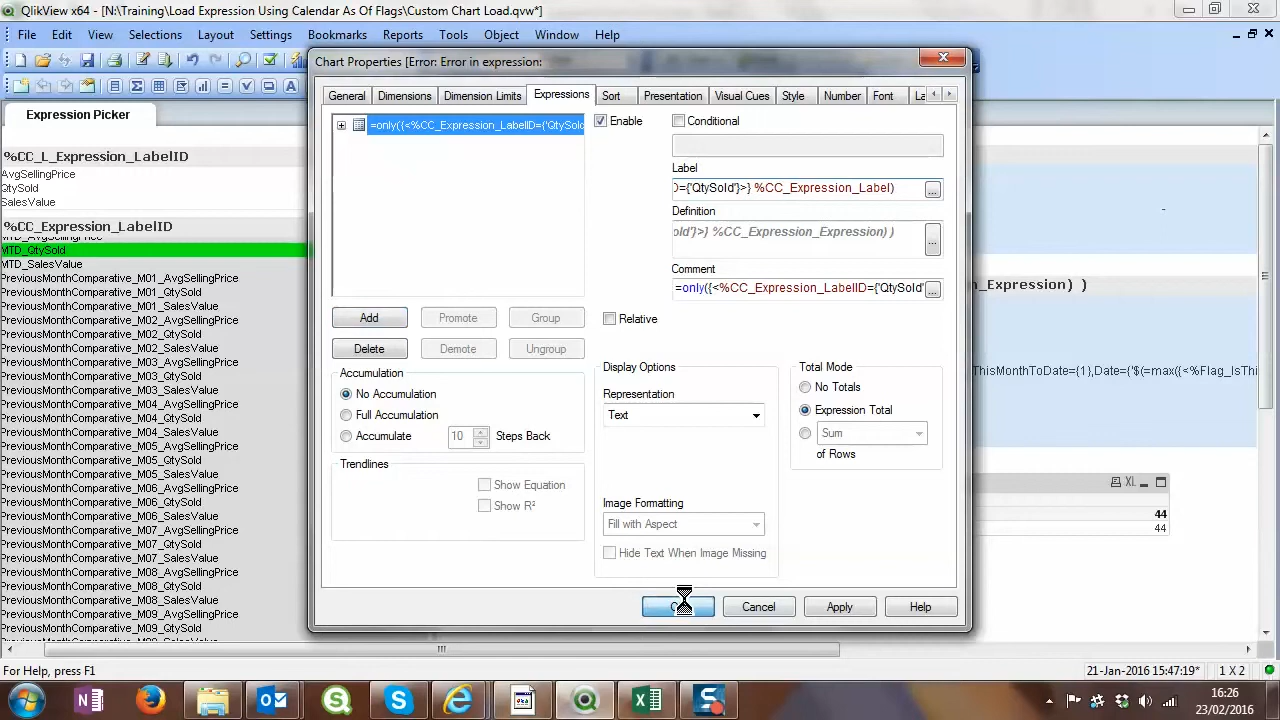 QlikView x64 - [N:\Training\Load Expression Using Calendar As Of Flags\Custom Chart Load.qvw*]
File Edit View Selections Layout Settings Bookmarks Reports Tools Object Window Help
Chart Properties [Error: Error in expression:
General Dimensions Dimension Limits Expressions Sort Presentation Visual Cues Style Number Font La
Expression Picker
=only({<%CC_Expression_LabelID={'QtySold
Enable
Conditional
%CC_L_Expression_LabelID
AvgSellingPrice
QtySold
SalesValue
Label
D={'QtySold'}>} %CC_Expression_Label)
...
Definition
old'}>} %CC_Expression_Expression) )
...
%CC_Expression_LabelID
MTD_AvgSellingPrice
MTD_QtySold
MTD_SalesValue
PreviousMonthComparative_M01_AvgSellingPrice
PreviousMonthComparative_M01_QtySold
PreviousMonthComparative_M01_SalesValue
PreviousMonthComparative_M02_AvgSellingPrice
PreviousMonthComparative_M02_QtySold
PreviousMonthComparative_M02_SalesValue
PreviousMonthComparative_M03_AvgSellingPrice
PreviousMonthComparative_M03_QtySold
PreviousMonthComparative_M03_SalesValue
PreviousMonthComparative_M04_AvgSellingPrice
PreviousMonthComparative_M04_QtySold
PreviousMonthComparative_M04_SalesValue
PreviousMonthComparative_M05_AvgSellingPrice
PreviousMonthComparative_M05_QtySold
PreviousMonthComparative_M05_SalesValue
PreviousMonthComparative_M06_AvgSellingPrice
PreviousMonthComparative_M06_QtySold
PreviousMonthComparative_M06_SalesValue
PreviousMonthComparative_M07_AvgSellingPrice
PreviousMonthComparative_M07_QtySold
PreviousMonthComparative_M07_SalesValue
PreviousMonthComparative_M08_AvgSellingPrice
PreviousMonthComparative_M08_QtySold
PreviousMonthComparative_M08_SalesValue
PreviousMonthComparative_M09_AvgSellingPrice
PreviousMonthComparative_M09_QtySold
Comment
=only({<%CC_Expression_LabelID={'QtySold'
...
n_Expression) )
Add Promote Group
Relative
Delete Demote Ungroup
Accumulation
No Accumulation
Full Accumulation
Accumulate 10 Steps Back
Trendlines
Show Equation
Show R²
Display Options
Representation
Text
Image Formatting
Fill with Aspect
Hide Text When Image Missing
Total Mode
No Totals
Expression Total
Sum
of Rows
ThisMonthToDate={1},Date={'$(=max({<%Flag_IsThi
-
XL
44
44
Cancel Apply Help
For Help, press F1
21-Jan-2016 15:47:19*
1 X 2
16:26
23/02/2016